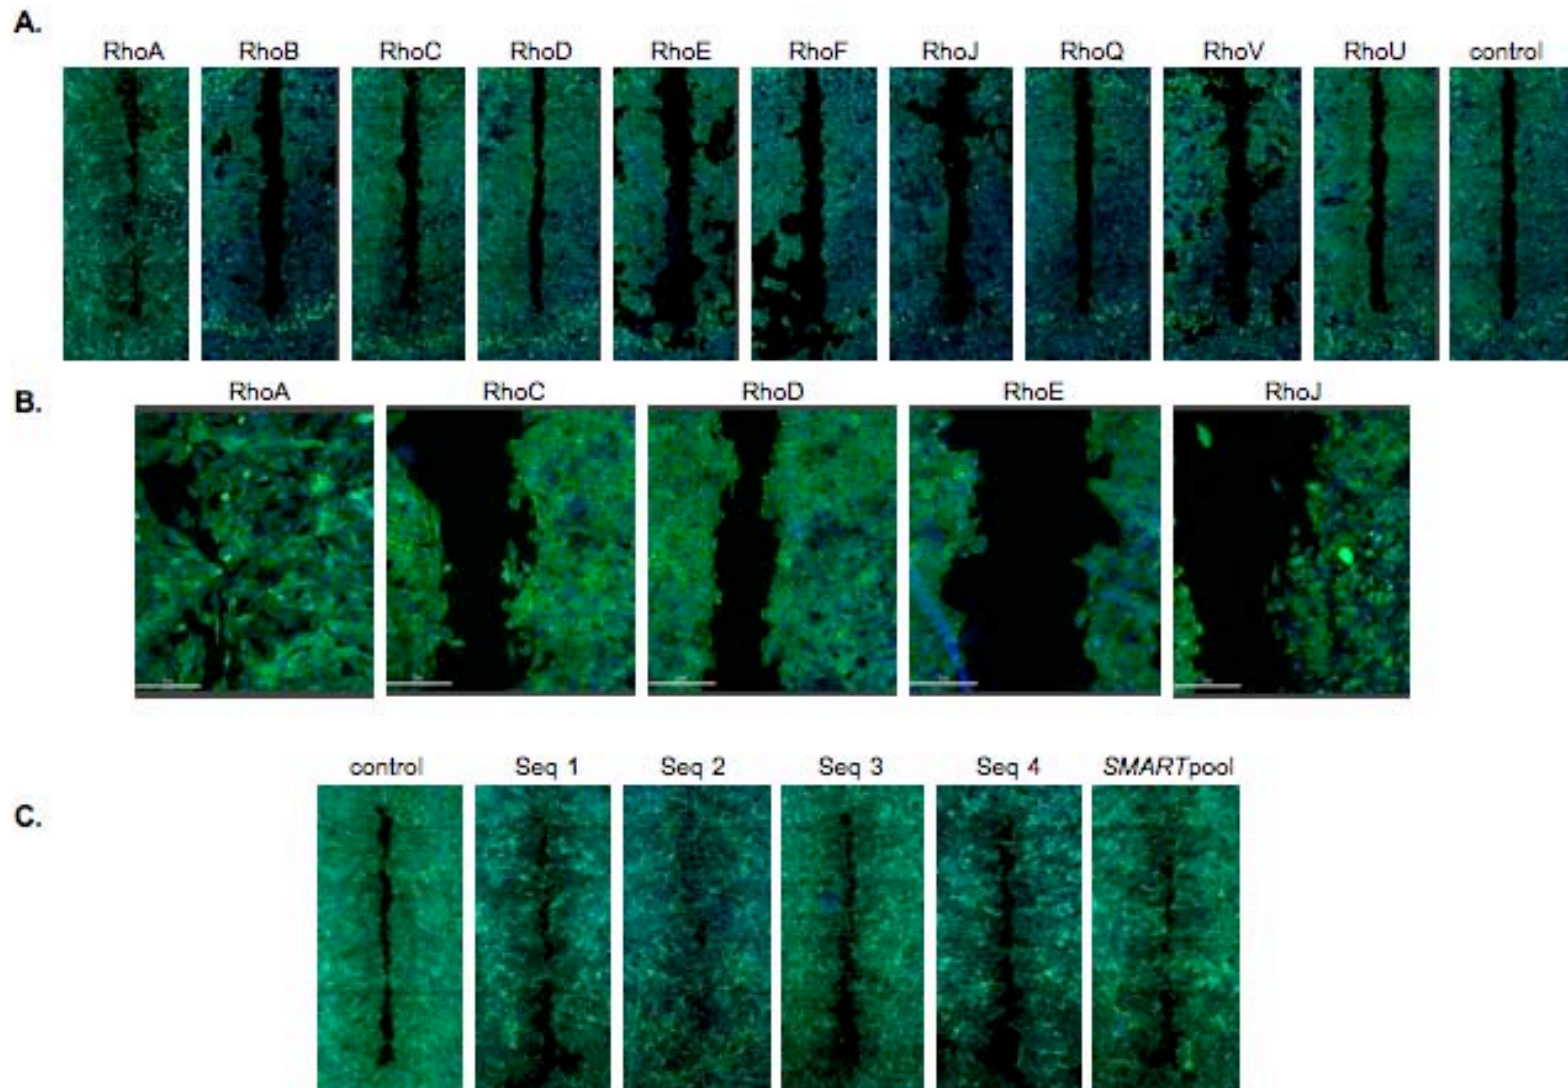 A.
RhoA RhoB RhoC RhoD RhoE RhoF RhoJ RhoQ RhoV RhoU control
B.
RhoA RhoC RhoD RhoE RhoJ
C.
control Seq 1 Seq 2 Seq 3 Seq 4 SMARTpool